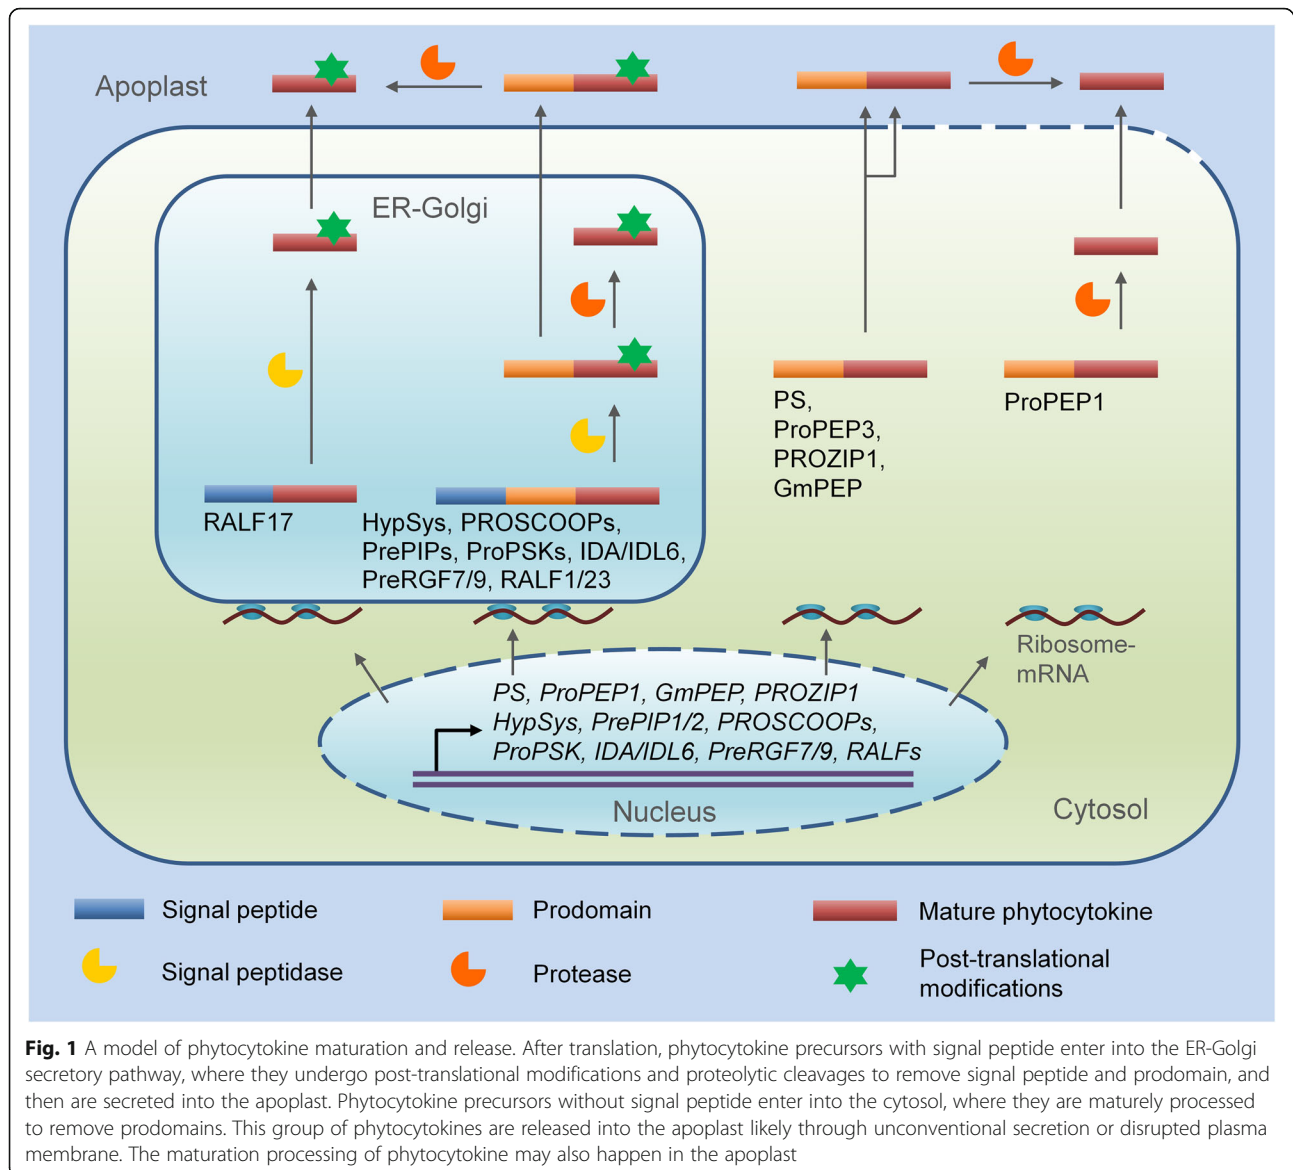 Apoplast
ER-Golgi
RALF17
HypSys, PROSCOOPs,
PrePIPs, ProPSKs, IDA/IDL6,
PreRGF7/9, RALF1/23
PS,
ProPEP3,
PROZIP1,
GmPEP
ProPEP1
Ribosome-
mRNA
PS, ProPEP1, GmPEP, PROZIP1
HypSys, PrePIP1/2, PROSCOOPs,
ProPSK, IDA/IDL6, PreRGF7/9, RALFs
Nucleus
Cytosol
Signal peptide
Prodomain
Mature phytocytokine
Signal peptidase
Protease
Post-translational
modifications
Fig. 1 A model of phytocytokine maturation and release. After translation, phytocytokine precursors with signal peptide enter into the ER-Golgi
secretory pathway, where they undergo post-translational modifications and proteolytic cleavages to remove signal peptide and prodomain, and
then are secreted into the apoplast. Phytocytokine precursors without signal peptide enter into the cytosol, where they are maturely processed
to remove prodomains. This group of phytocytokines are released into the apoplast likely through unconventional secretion or disrupted plasma
membrane. The maturation processing of phytocytokine may also happen in the apoplast